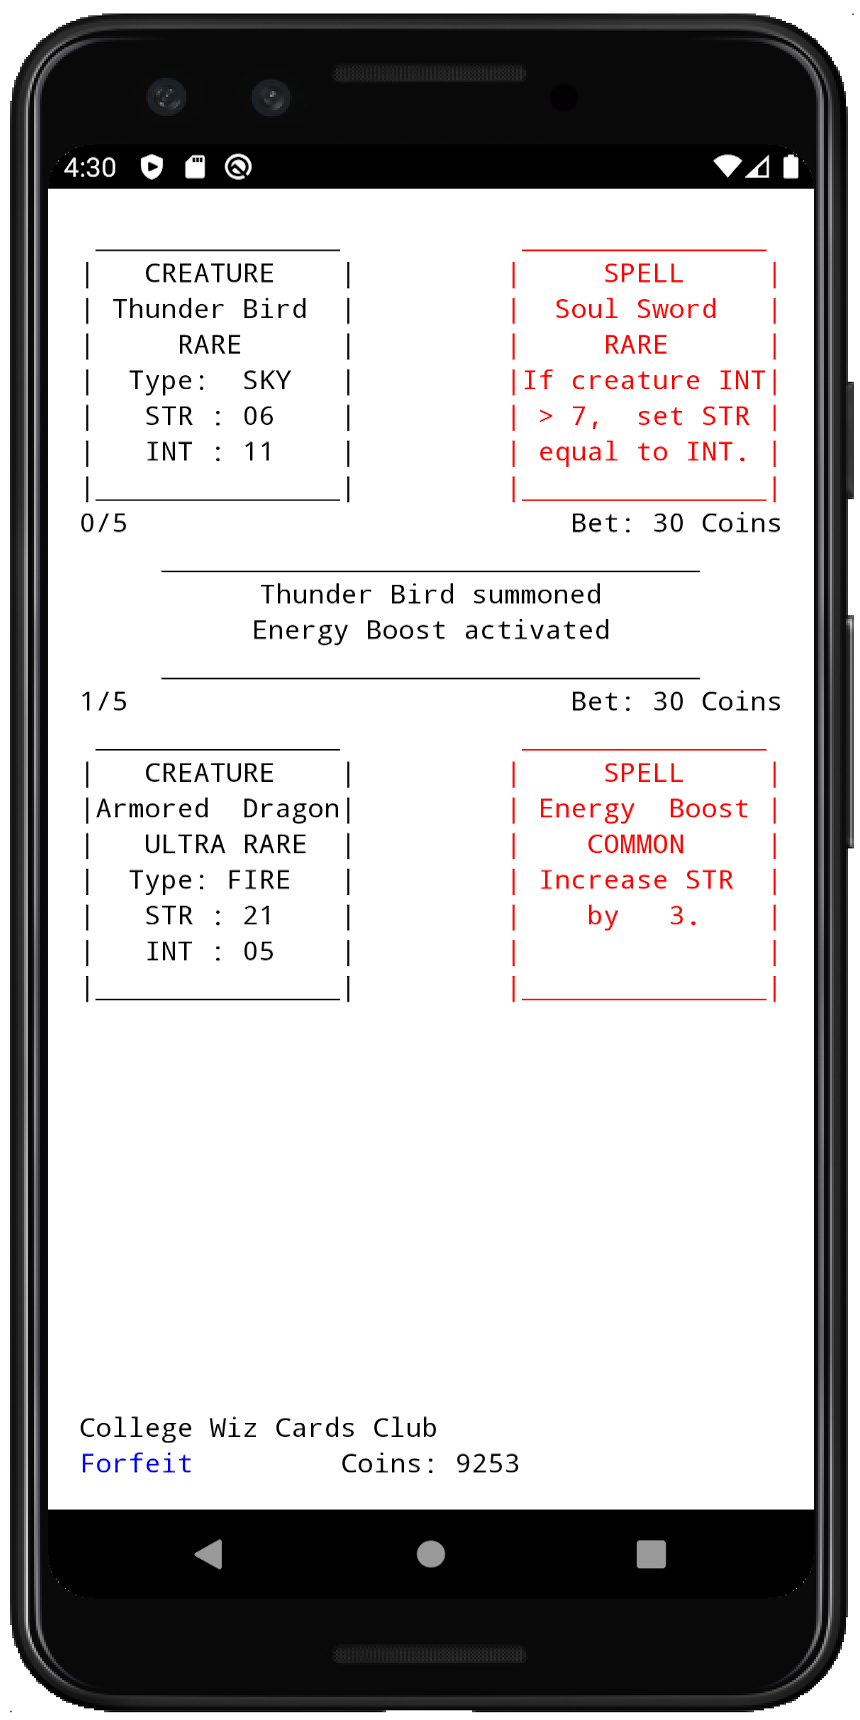 4:30
CREATURE
Thunder Bird
RARE
Type:  SKY
STR : 06
INT : 11
SPELL
Soul Sword
RARE
If creature INT
> 7,  set STR
equal to INT.
0/5 Bet: 30 Coins
Thunder Bird summoned
Energy Boost activated
1/5 Bet: 30 Coins
CREATURE
Armored  Dragon
ULTRA RARE
Type: FIRE
STR : 21
INT : 05
SPELL
Energy  Boost
COMMON
Increase STR
by   3.
College Wiz Cards Club
Forfeit Coins: 9253